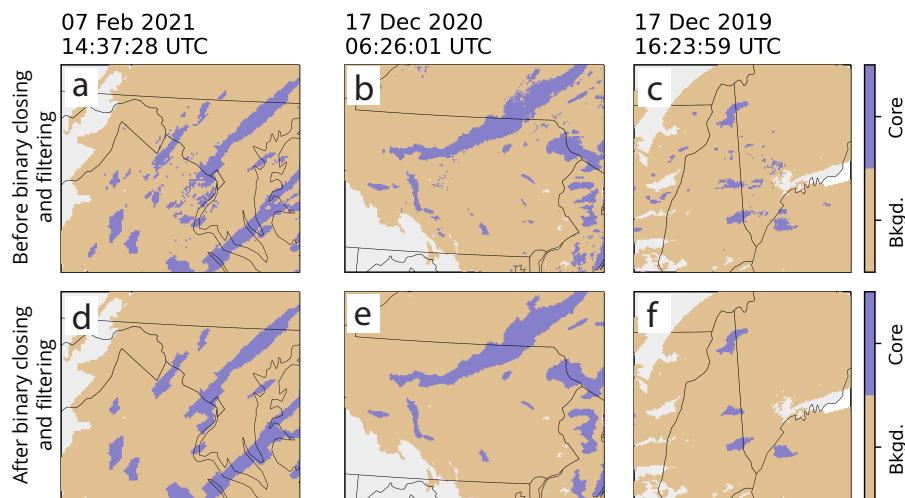 07 Feb 2021
14:37:28 UTC
17 Dec 2020
06:26:01 UTC
17 Dec 2019
16:23:59 UTC
Before binary closing
and filtering
a
b
c
Core
Bkgd.
After binary closing
and filtering
d
e
f
Core
Bkgd.